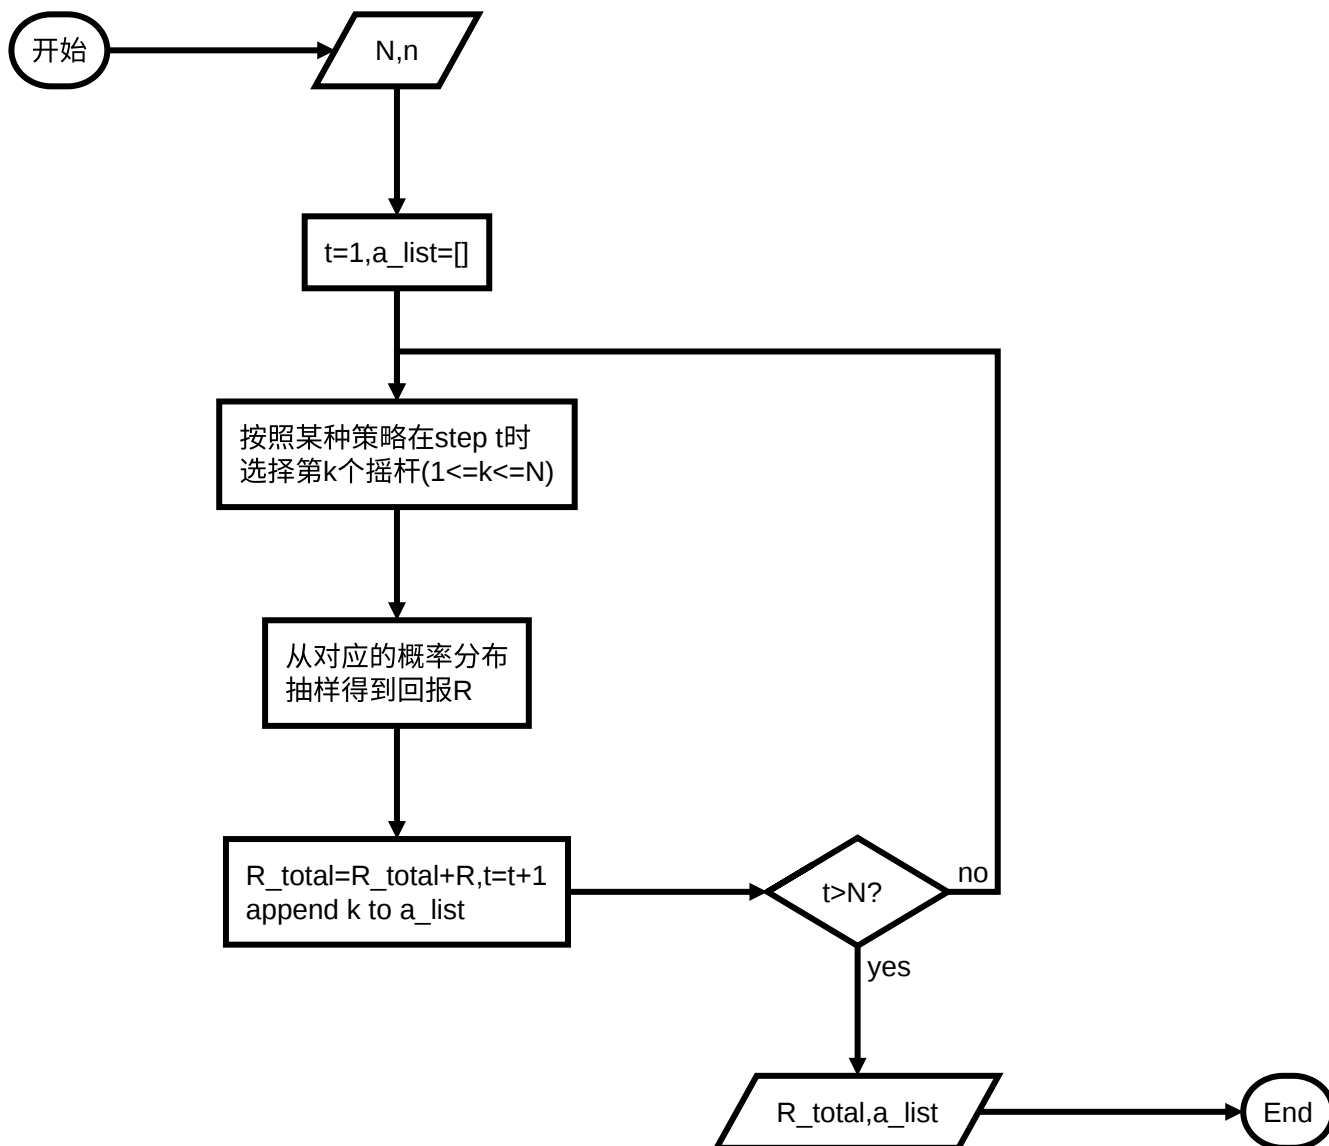 开始
N,n
t=1,a_list=[]
按照某种策略在step t时
选择第k个摇杆(1<=k<=N)
从对应的概率分布
抽样得到回报R
R_total=R_total+R,t=t+1
append k to a_list
t>N?
no
yes
R_total,a_list
End